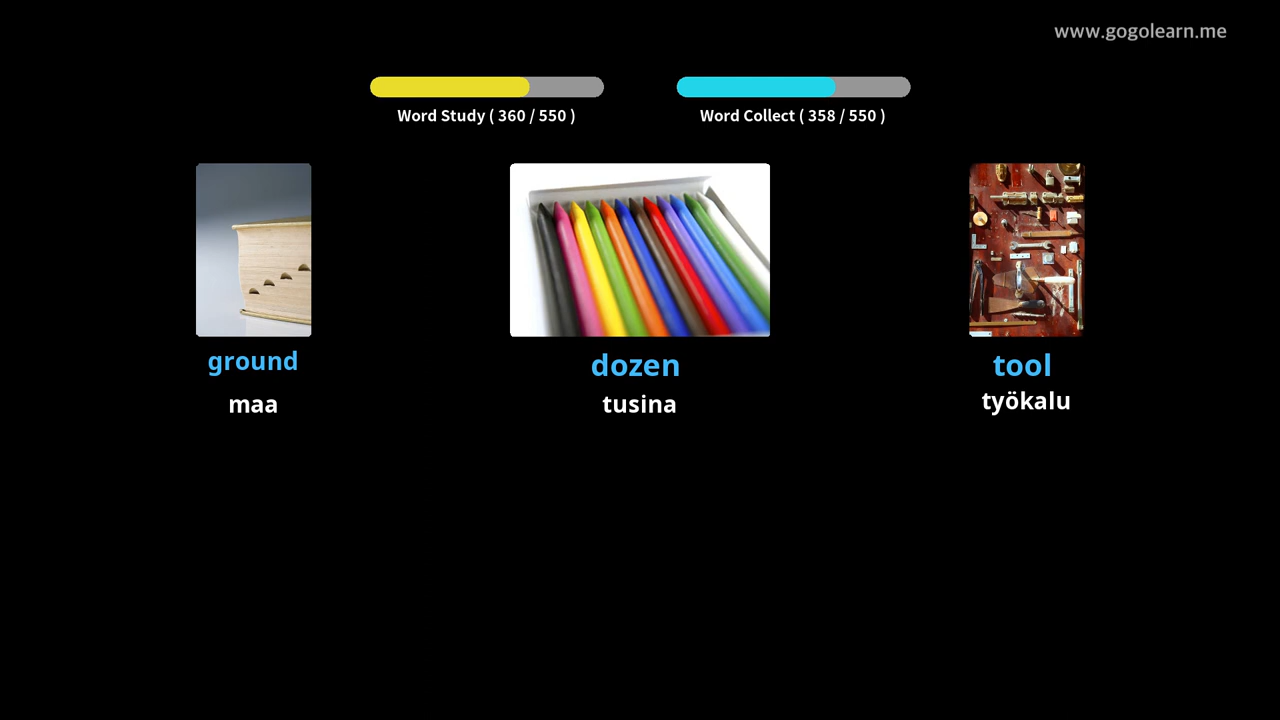 www.gogolearn.me
Word Study ( 360 / 550 )
Word Collect ( 358 / 550 )
ground
maa
dozen
tusina
tool
työkalu